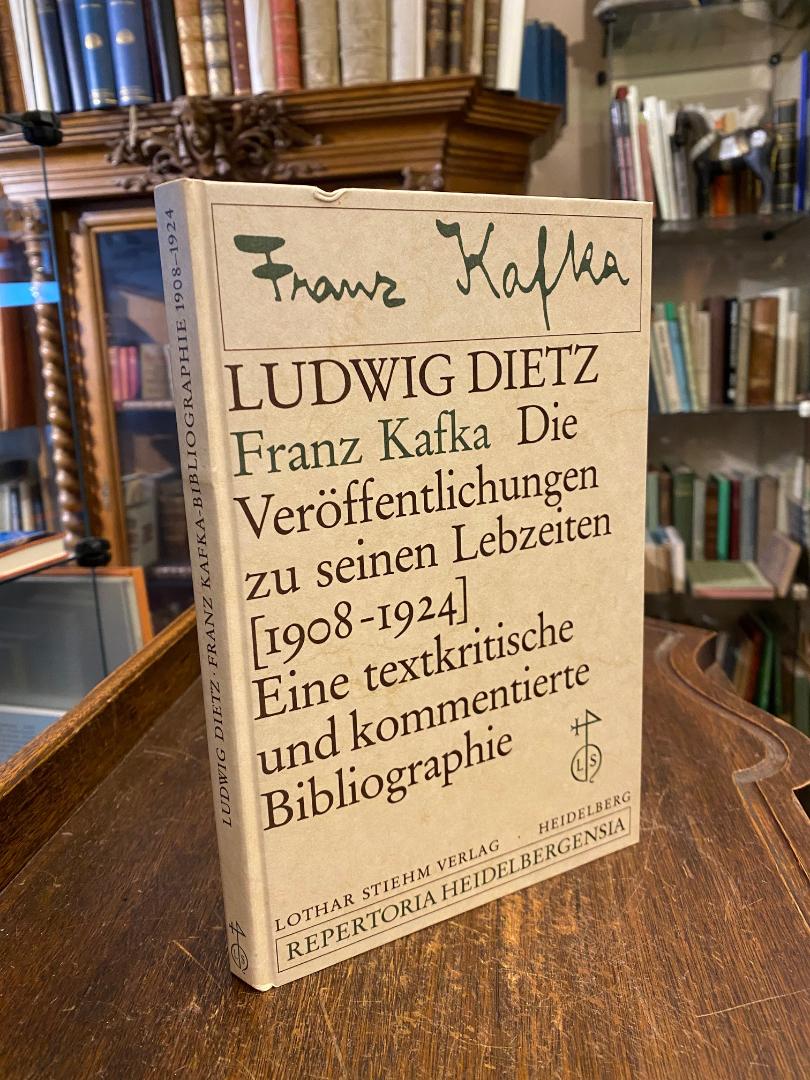 Franz Kafka
LUDWIG DIETZ
Franz Kafka Die
Veröffentlichungen
zu seinen Lebzeiten
[1908-1924]
Eine textkritische
und kommentierte
Bibliographie
L S
LOTHAR STIEHM VERLAG · HEIDELBERG
REPERTORIA HEIDELBERGENSIA
LUDWIG DIETZ · FRANZ KAFKA-BIBLIOGRAPHIE 1908-1924